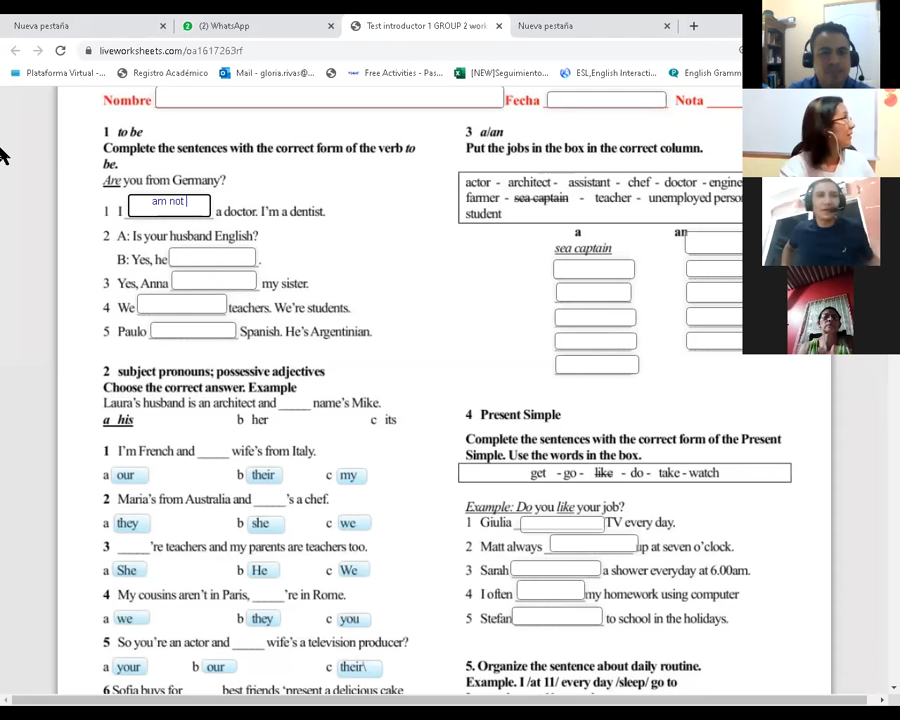 Nueva pestaña
(2) WhatsApp
Test introductor 1 GROUP 2 work
Nueva pestaña
liveworksheets.com/oa1617263rf
Plataforma Virtual -...
Registro Académico
Mail - gloria.rivas@...
Free Activities - Pas...
[NEW]Seguimiento...
ESL,English Interacti...
English Gramm
Nombre
Fecha
Nota
1 to be
Complete the sentences with the correct form of the verb to
be.
Are you from Germany?
1 I am not a doctor. I'm a dentist.
2 A: Is your husband English?
B: Yes, he .
3 Yes, Anna my sister.
4 We teachers. We're students.
5 Paulo Spanish. He's Argentinian.
2 subject pronouns; possessive adjectives
Choose the correct answer. Example
Laura's husband is an architect and _____ name's Mike.
a his b her c its
1 I'm French and _____ wife's from Italy.
a our b their c my
2 Maria's from Australia and _____'s a chef.
a they b she c we
3 _____'re teachers and my parents are teachers too.
a She b He c We
4 My cousins aren't in Paris, _____'re in Rome.
a we b they c you
5 So you're an actor and _____ wife's a television producer?
a your b our c their\
6 Sofia buys for _____ best friends 'present a delicious cake
3 a/an
Put the jobs in the box in the correct column.
actor - architect - assistant - chef - doctor - engine
farmer - sea captain - teacher - unemployed perso
student
a an
sea captain
4 Present Simple
Complete the sentences with the correct form of the Present
Simple. Use the words in the box.
get - go - like - do - take - watch
Example: Do you like your job?
1 Giulia TV every day.
2 Matt always up at seven o'clock.
3 Sarah a shower everyday at 6.00am.
4 I often my homework using computer
5 Stefan to school in the holidays.
5. Organize the sentence about daily routine.
Example. I /at 11/ every day /sleep/ go to